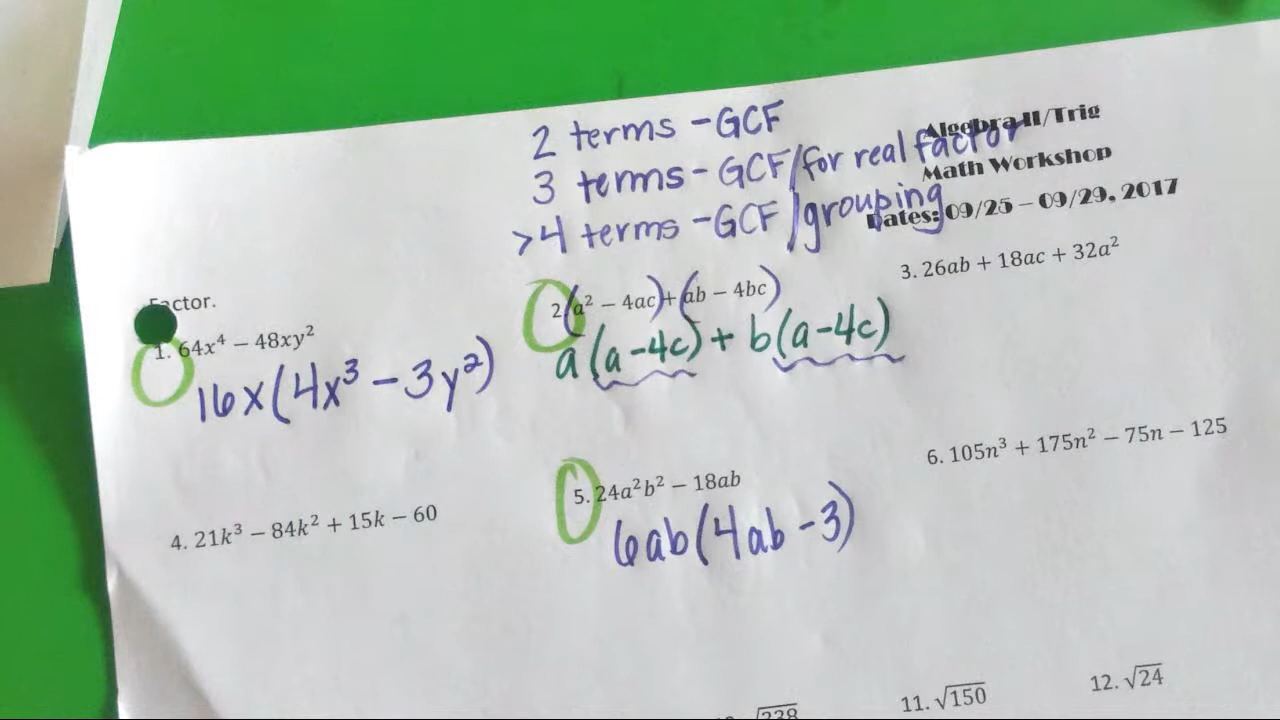 2 terms - GCF
3 terms - GCF/for real factor
>4 terms - GCF /grouping
Algebra II/Trig
Math Workshop
Dates: 09/25 – 09/29, 2017
Factor.
1. 64x⁴ − 48xy²
16x(4x³ − 3y²)
2(a² − 4ac)+(ab − 4bc)
a(a-4c) + b(a-4c)
3. 26ab + 18ac + 32a²
4. 21k³ − 84k² + 15k − 60
5. 24a²b² − 18ab
6ab(4ab - 3)
6. 105n³ + 175n² − 75n − 125
√238
11. √150
12. √24